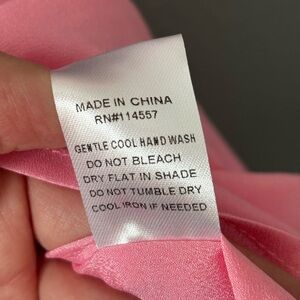 MADE IN CHINA
RN#114557
GENTLE COOL HAND WASH
DO NOT BLEACH
DRY FLAT IN SHADE
DO NOT TUMBLE DRY
COOL IRON IF NEEDED